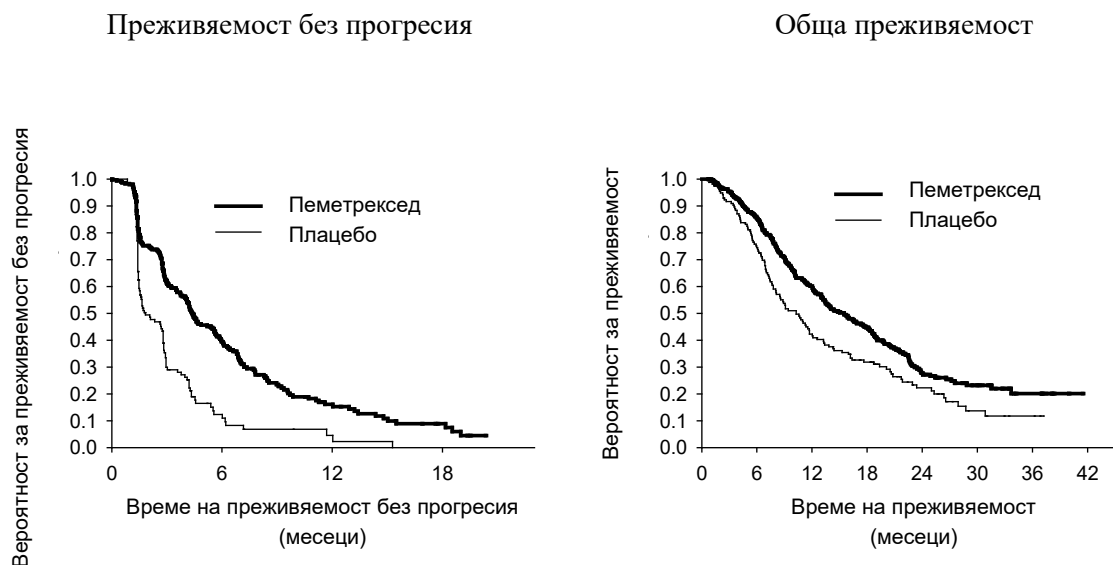 Преживяемост без прогресия
Обща преживяемост
Вероятност за преживяемост без прогресия
1.0
0.9
0.8
0.7
0.6
0.5
0.4
0.3
0.2
0.1
0.0
Пеметрексед
Плацебо
0 6 12 18
Време на преживяемост без прогресия
(месеци)
Вероятност за преживяемост
1.0
0.9
0.8
0.7
0.6
0.5
0.4
0.3
0.2
0.1
0.0
Пеметрексед
Плацебо
0 6 12 18 24 30 36 42
Време на преживяемост
(месеци)